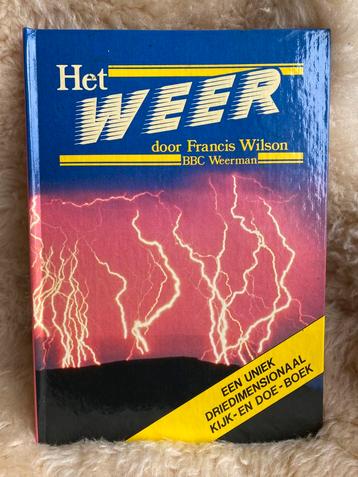 Het
WEER
door Francis Wilson
BBC Weerman
EEN UNIEK
DRIEDIMENSIONAAL
KIJK- EN DOE-BOEK